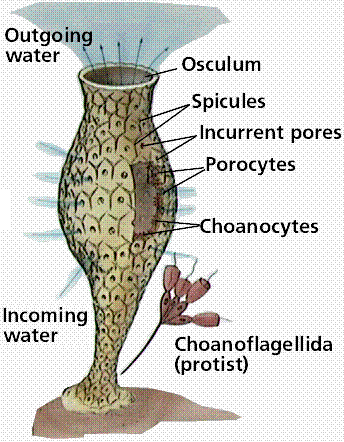 Outgoing
water
Osculum
Spicules
Incurrent pores
Porocytes
Choanocytes
Incoming
water
Choanoflagellida
(protist)